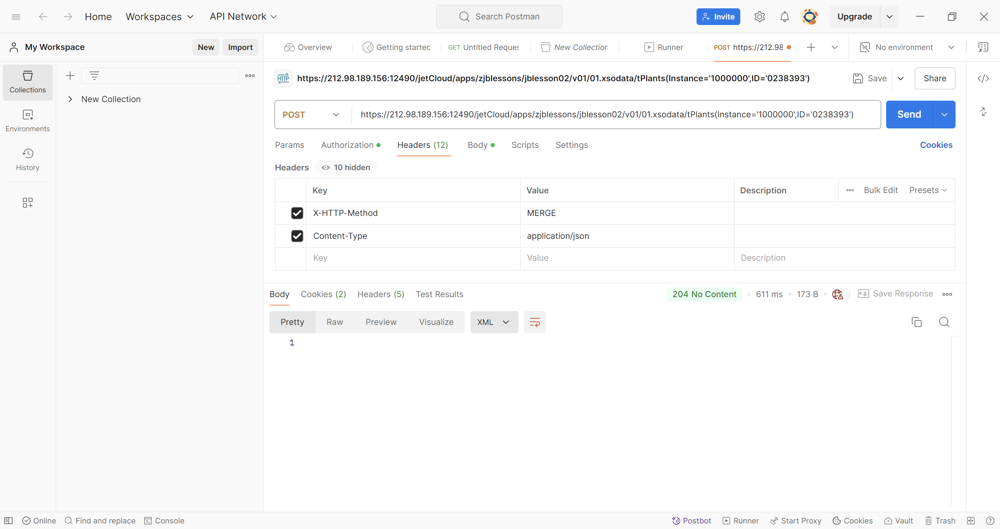 Home Workspaces API Network Search Postman Invite Upgrade
My Workspace New Import
Overview Getting started GET Untitled Reques New Collection Runner POST https://212.98 No environment
Collections
New Collection
Environments
History
HTTP https://212.98.189.156:12490/jetCloud/apps/zjblessons/jblesson02/v01/01.xsodata/tPlants(Instance='1000000',ID='0238393') Save Share
POST https://212.98.189.156:12490/jetCloud/apps/zjblessons/jblesson02/v01/01.xsodata/tPlants(Instance='1000000',ID='0238393') Send
Params Authorization Headers (12) Body Scripts Settings Cookies
Headers 10 hidden
Key Value Description Bulk Edit Presets
X-HTTP-Method MERGE
Content-Type application/json
Key Value Description
Body Cookies (2) Headers (5) Test Results 204 No Content 611 ms 173 B e.g. Save Response
Pretty Raw Preview Visualize XML
1
Online Find and replace Console Postbot Runner Start Proxy Cookies Vault Trash